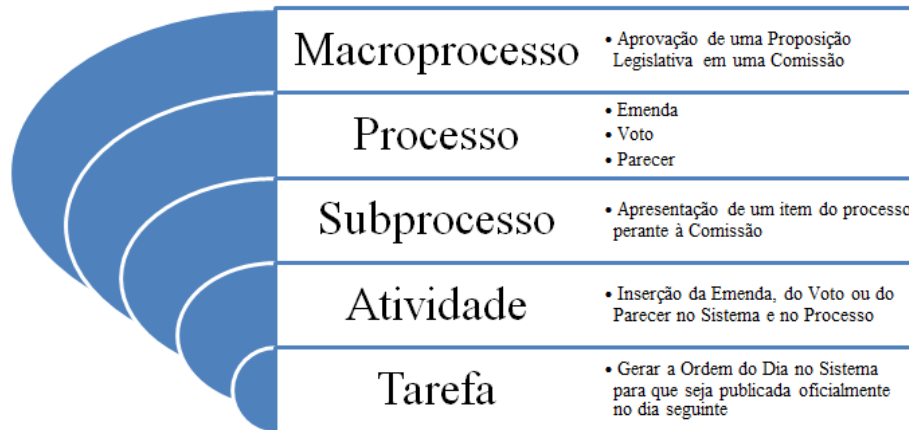 Macroprocesso
• Aprovação de uma Proposição
Legislativa em uma Comissão
Processo
• Emenda
• Voto
• Parecer
Subprocesso
• Apresentação de um item do processo
perante à Comissão
Atividade
• Inserção da Emenda, do Voto ou do
Parecer no Sistema e no Processo
Tarefa
• Gerar a Ordem do Dia no Sistema
para que seja publicada oficialmente
no dia seguinte